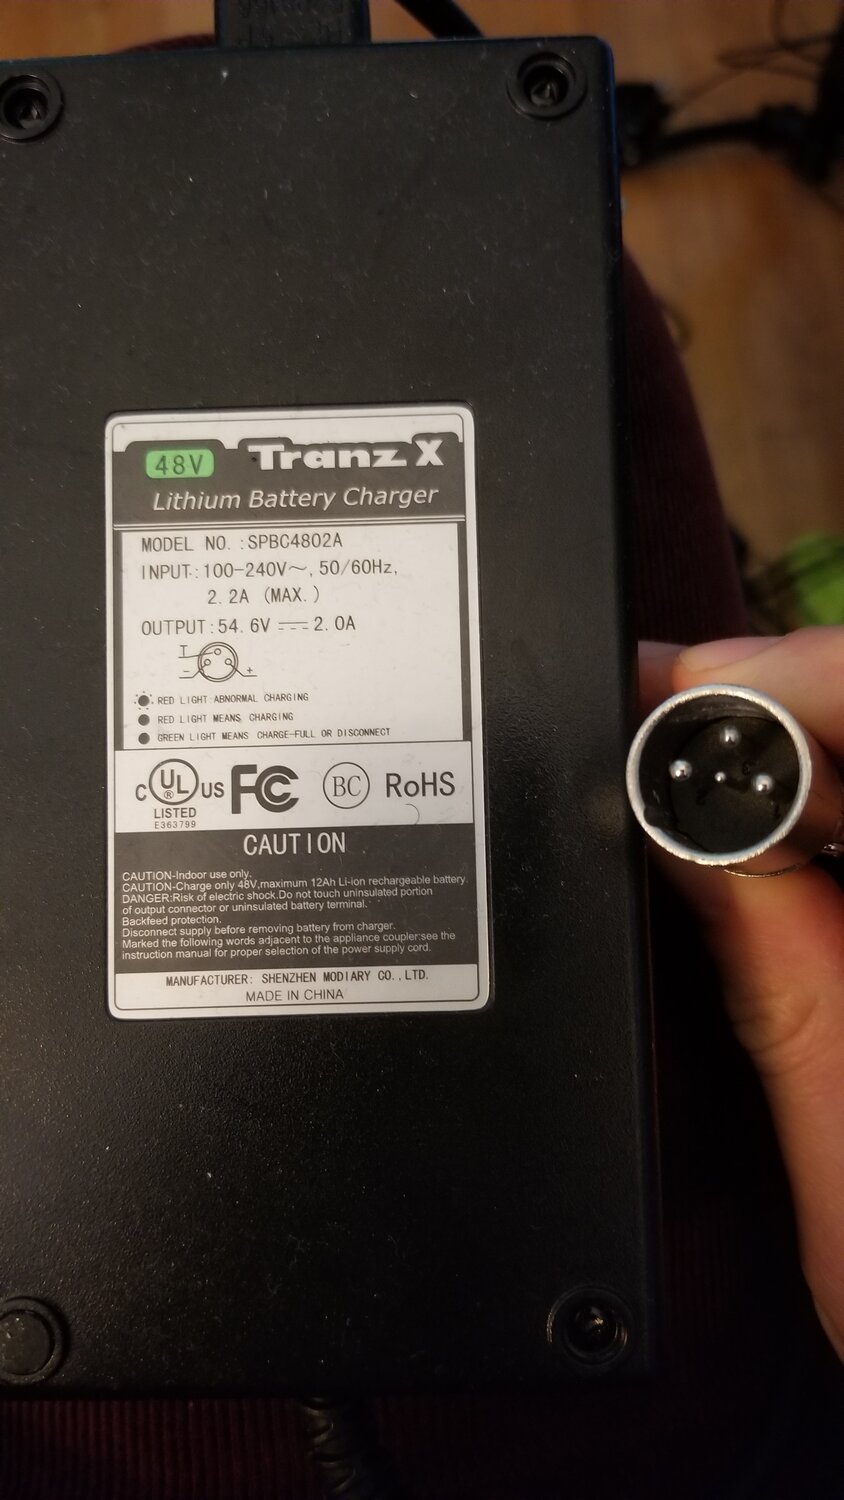 48V Tranz X
Lithium Battery Charger
MODEL NO.:SPBC4802A
INPUT:100-240V～,50/60Hz,
2.2A (MAX.)
OUTPUT:54.6V⎓2.0A
T
- +
RED LIGHT ABNORMAL CHARGING
RED LIGHT MEANS CHARGING
GREEN LIGHT MEANS CHARGE-FULL OR DISCONNECT
C UL® US FC BC RoHS
LISTED
E363799
CAUTION
CAUTION-Indoor use only.
CAUTION-Charge only 48V,maximum 12Ah Li-ion rechargeable battery.
DANGER:Risk of electric shock.Do not touch uninsulated portion
of output connector or uninsulated battery terminal.
Backfeed protection.
Disconnect supply before removing battery from charger.
Marked the following words adjacent to the appliance coupler:see the
instruction manual for proper selection of the power supply cord.
MANUFACTURER: SHENZHEN MODIARY CO.,LTD.
MADE IN CHINA